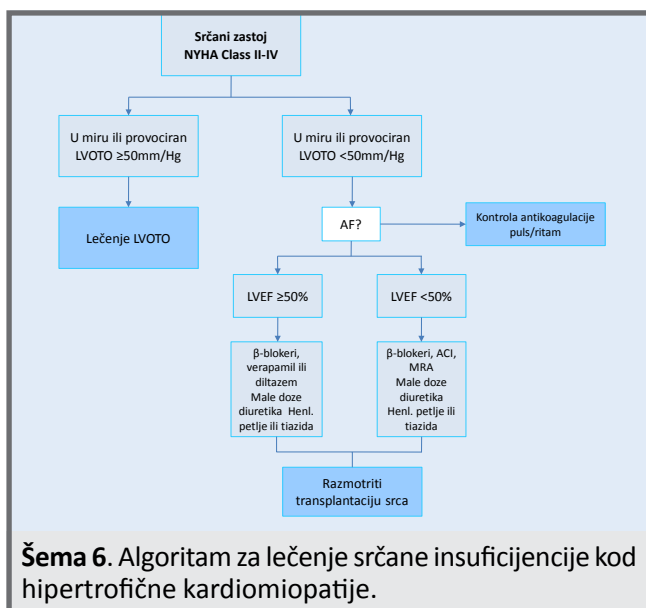 Srčani zastoj
NYHA Class II-IV
U miru ili provociran
LVOTO ≥50mm/Hg
U miru ili provociran
LVOTO <50mm/Hg
Lečenje LVOTO
AF?
Kontrola antikoagulacije
puls/ritam
LVEF ≥50%
LVEF <50%
β-blokeri,
verapamil ili
diltazem
Male doze
diuretika Henl.
petlje ili tiazida
β-blokeri, ACI,
MRA
Male doze
diuretika
Henl. petlje ili
tiazida
Razmotriti
transplantaciju srca
Šema 6. Algoritam za lečenje srčane insuficijencije kod
hipertrofične kardiomiopatije.